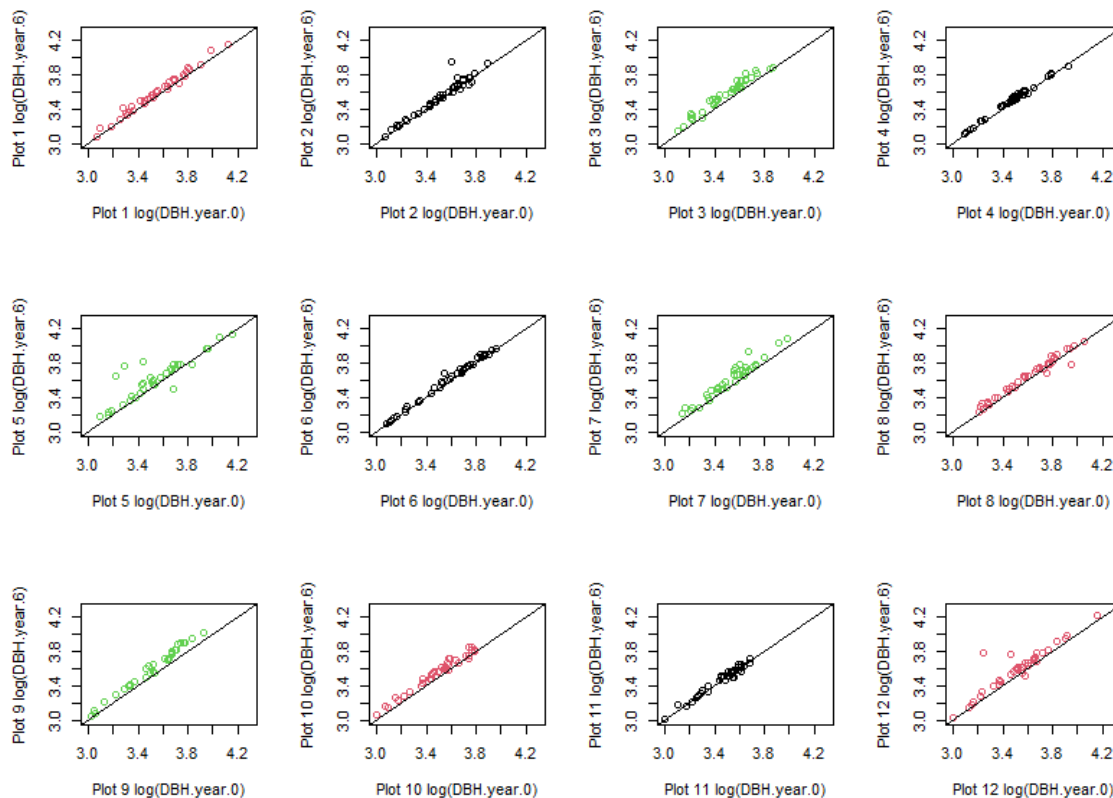 Plot 1 log(DBH.year.6)
3.0 3.4 3.8 4.2
3.0 3.4 3.8 4.2
Plot 1 log(DBH.year.0)
Plot 2 log(DBH.year.6)
3.0 3.4 3.8 4.2
3.0 3.4 3.8 4.2
Plot 2 log(DBH.year.0)
Plot 3 log(DBH.year.6)
3.0 3.4 3.8 4.2
3.0 3.4 3.8 4.2
Plot 3 log(DBH.year.0)
Plot 4 log(DBH.year.6)
3.0 3.4 3.8 4.2
3.0 3.4 3.8 4.2
Plot 4 log(DBH.year.0)
Plot 5 log(DBH.year.6)
3.0 3.4 3.8 4.2
3.0 3.4 3.8 4.2
Plot 5 log(DBH.year.0)
Plot 6 log(DBH.year.6)
3.0 3.4 3.8 4.2
3.0 3.4 3.8 4.2
Plot 6 log(DBH.year.0)
Plot 7 log(DBH.year.6)
3.0 3.4 3.8 4.2
3.0 3.4 3.8 4.2
Plot 7 log(DBH.year.0)
Plot 8 log(DBH.year.6)
3.0 3.4 3.8 4.2
3.0 3.4 3.8 4.2
Plot 8 log(DBH.year.0)
Plot 9 log(DBH.year.6)
3.0 3.4 3.8 4.2
3.0 3.4 3.8 4.2
Plot 9 log(DBH.year.0)
Plot 10 log(DBH.year.6)
3.0 3.4 3.8 4.2
3.0 3.4 3.8 4.2
Plot 10 log(DBH.year.0)
Plot 11 log(DBH.year.6)
3.0 3.4 3.8 4.2
3.0 3.4 3.8 4.2
Plot 11 log(DBH.year.0)
Plot 12 log(DBH.year.6)
3.0 3.4 3.8 4.2
3.0 3.4 3.8 4.2
Plot 12 log(DBH.year.0)